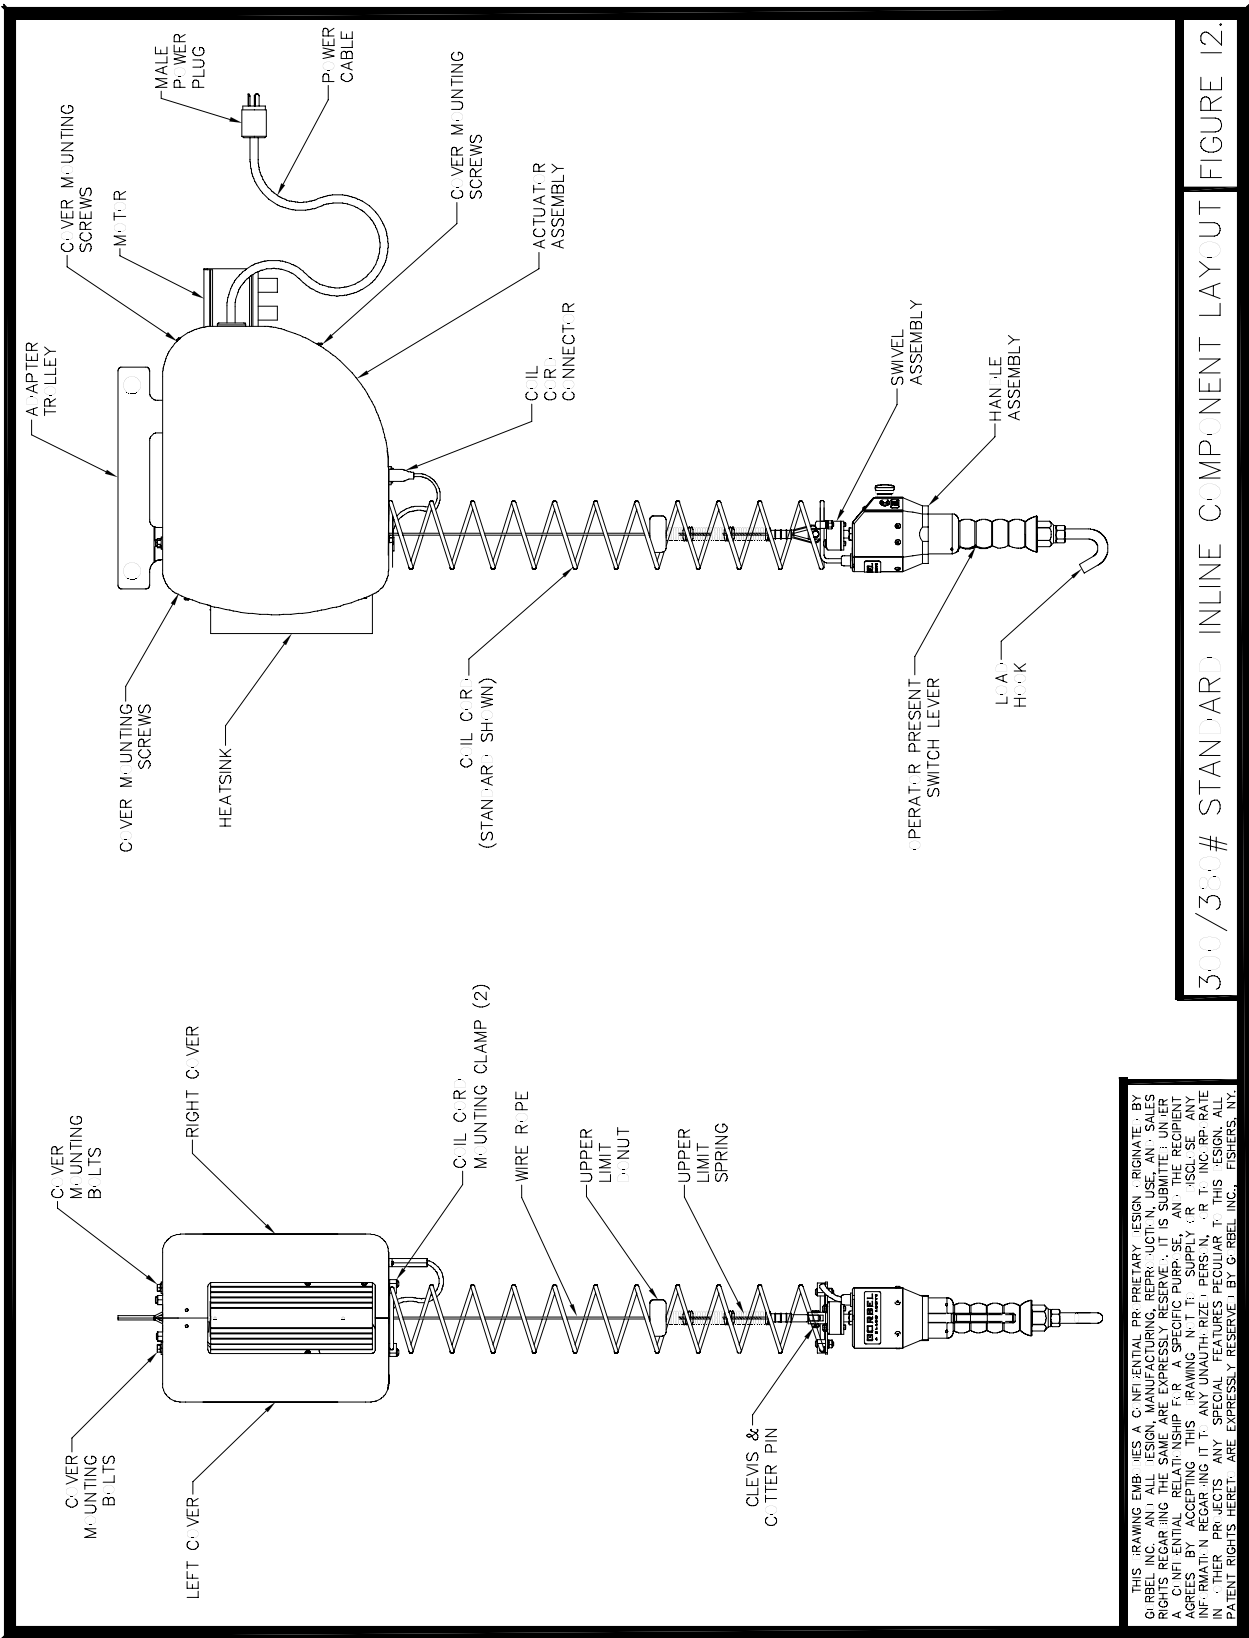 COVER
MOUNTING
BOLTS
COVER
MOUNTING
BOLTS
LEFT COVER
RIGHT COVER
COIL CORD
MOUNTING CLAMP (2)
WIRE ROPE
UPPER
LIMIT
DONUT
UPPER
LIMIT
SPRING
CLEVIS &
COTTER PIN
GORBEL
ADAPTER
TROLLEY
COVER MOUNTING
SCREWS
MOTOR
MALE
POWER
PLUG
POWER
CABLE
COVER MOUNTING
SCREWS
ACTUATOR
ASSEMBLY
COIL
CORD
CONNECTOR
COVER MOUNTING
SCREWS
HEATSINK
COIL CORD
(STANDARD SHOWN)
SWIVEL
ASSEMBLY
HANDLE
ASSEMBLY
OPERATOR PRESENT
SWITCH LEVER
LOAD
HOOK
THIS DRAWING EMBODIES A CONFIDENTIAL PROPRIETARY DESIGN ORIGINATED BY
GORBEL INC. AND ALL DESIGN, MANUFACTURING, REPRODUCTION, USE, AND SALES
RIGHTS REGARDING THE SAME ARE EXPRESSLY RESERVED. IT IS SUBMITTED UNDER
A CONFIDENTIAL RELATIONSHIP FOR A SPECIFIC PURPOSE, AND THE RECIPIENT
AGREES BY ACCEPTING THIS DRAWING NOT TO SUPPLY OR DISCLOSE ANY
INFORMATION REGARDING IT TO ANY UNAUTHORIZED PERSON, OR TO INCORPORATE
IN OTHER PROJECTS ANY SPECIAL FEATURES PECULIAR TO THIS DESIGN. ALL
PATENT RIGHTS HERETO ARE EXPRESSLY RESERVED BY GORBEL INC., FISHERS, NY.
300/380# STANDARD INLINE COMPONENT LAYOUT
FIGURE 12.